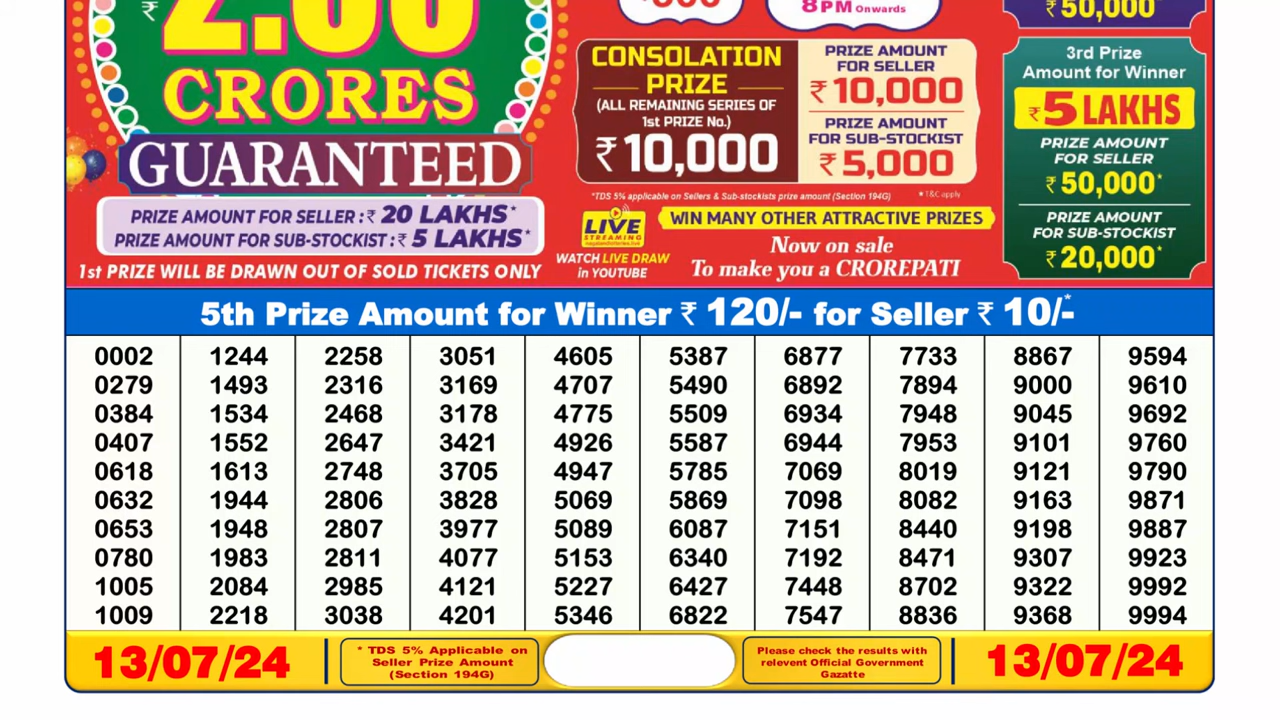 ₹ 2.00
CRORES
GUARANTEED
PRIZE AMOUNT FOR SELLER : ₹ 20 LAKHS*
PRIZE AMOUNT FOR SUB-STOCKIST : ₹ 5 LAKHS*
1st PRIZE WILL BE DRAWN OUT OF SOLD TICKETS ONLY
8PM Onwards
CONSOLATION
PRIZE
(ALL REMAINING SERIES OF
1st PRIZE No.)
₹10,000
PRIZE AMOUNT
FOR SELLER
₹10,000
PRIZE AMOUNT
FOR SUB-STOCKIST
₹5,000
*TDS 5% applicable on Sellers & Sub-stockists prize amount (Section 194G)
*T&C apply
LIVE
STREAMING
WATCH LIVE DRAW
in YOUTUBE
WIN MANY OTHER ATTRACTIVE PRIZES
Now on sale
To make you a CROREPATI
₹50,000*
3rd Prize
Amount for Winner
₹5 LAKHS
PRIZE AMOUNT
FOR SELLER
₹50,000*
PRIZE AMOUNT
FOR SUB-STOCKIST
₹20,000*
5th Prize Amount for Winner ₹ 120/- for Seller ₹ 10/-*
0002 1244 2258 3051 4605 5387 6877 7733 8867 9594
0279 1493 2316 3169 4707 5490 6892 7894 9000 9610
0384 1534 2468 3178 4775 5509 6934 7948 9045 9692
0407 1552 2647 3421 4926 5587 6944 7953 9101 9760
0618 1613 2748 3705 4947 5785 7069 8019 9121 9790
0632 1944 2806 3828 5069 5869 7098 8082 9163 9871
0653 1948 2807 3977 5089 6087 7151 8440 9198 9887
0780 1983 2811 4077 5153 6340 7192 8471 9307 9923
1005 2084 2985 4121 5227 6427 7448 8702 9322 9992
1009 2218 3038 4201 5346 6822 7547 8836 9368 9994
13/07/24
* TDS 5% Applicable on
Seller Prize Amount
(Section 194G)
Please check the results with
relevent Official Government
Gazatte
13/07/24